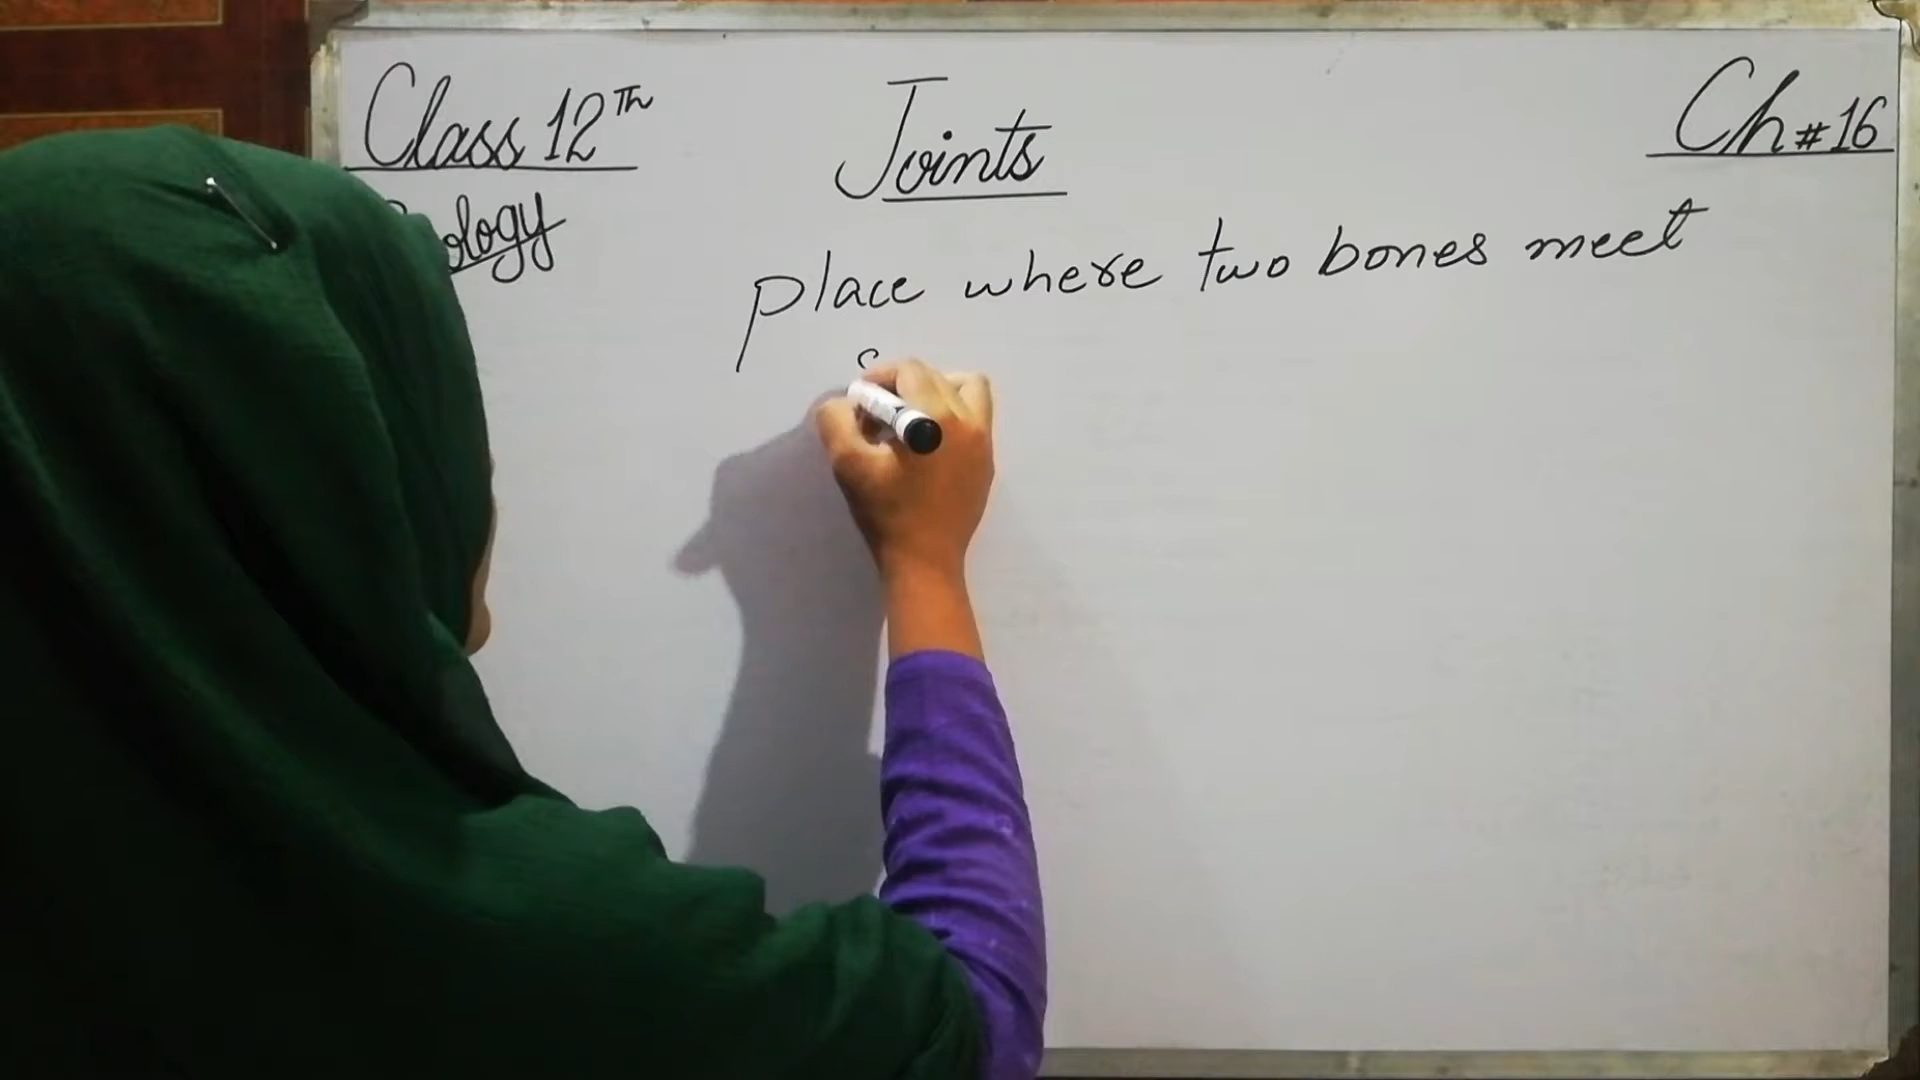 Class 12Th
Joints
Ch#16
ology
place where two bones meet